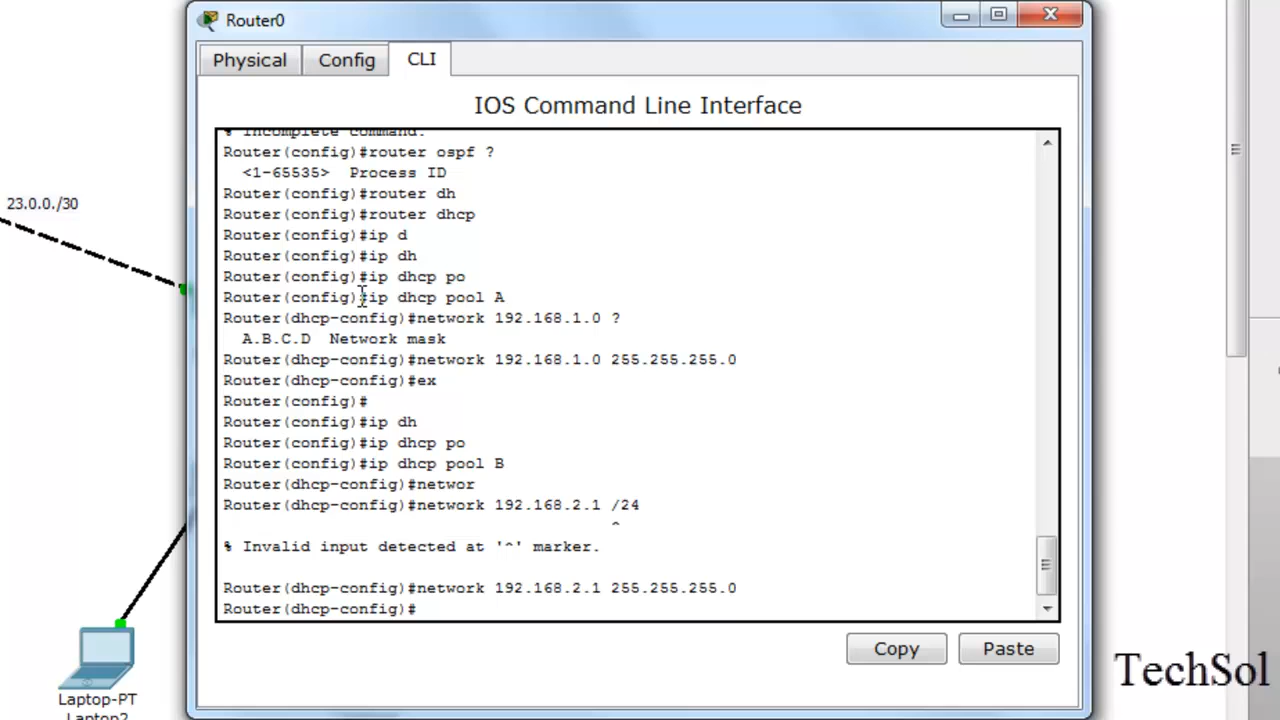 Router0
Physical Config CLI
IOS Command Line Interface
% Incomplete command.
Router(config)#router ospf ?
<1-65535> Process ID
Router(config)#router dh
Router(config)#router dhcp
Router(config)#ip d
Router(config)#ip dh
Router(config)#ip dhcp po
Router(config)#ip dhcp pool A
Router(dhcp-config)#network 192.168.1.0 ?
A.B.C.D Network mask
Router(dhcp-config)#network 192.168.1.0 255.255.255.0
Router(dhcp-config)#ex
Router(config)#
Router(config)#ip dh
Router(config)#ip dhcp po
Router(config)#ip dhcp pool B
Router(dhcp-config)#networ
Router(dhcp-config)#network 192.168.2.1 /24
^
% Invalid input detected at '^' marker.
Router(dhcp-config)#network 192.168.2.1 255.255.255.0
Router(dhcp-config)#
Copy Paste
23.0.0./30
Laptop-PT
Laptop2
TechSol